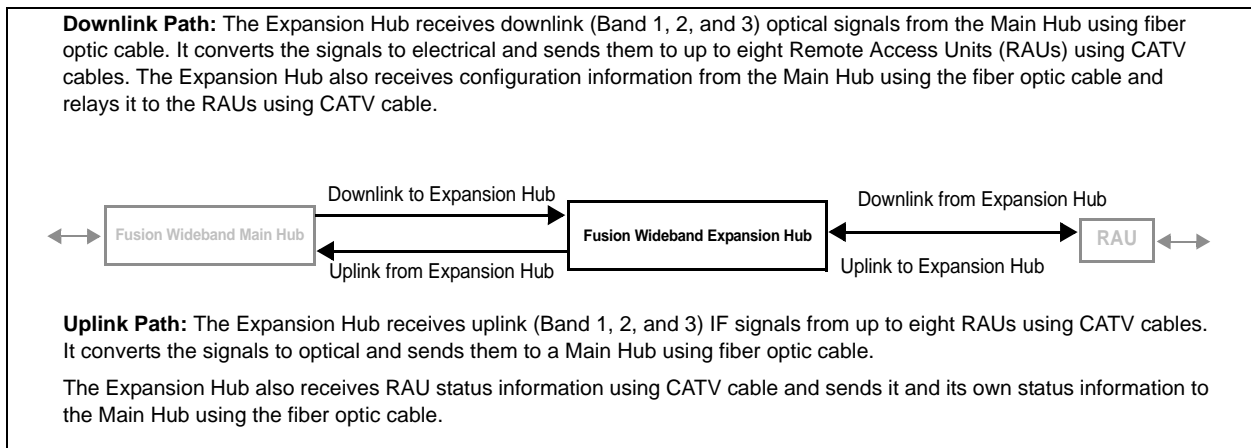 Downlink Path: The Expansion Hub receives downlink (Band 1, 2, and 3) optical signals from the Main Hub using fiber
optic cable. It converts the signals to electrical and sends them to up to eight Remote Access Units (RAUs) using CATV
cables. The Expansion Hub also receives configuration information from the Main Hub using the fiber optic cable and
relays it to the RAUs using CATV cable.
Downlink to Expansion Hub
Downlink from Expansion Hub
Fusion Wideband Main Hub
Fusion Wideband Expansion Hub
RAU
Uplink from Expansion Hub
Uplink to Expansion Hub
Uplink Path: The Expansion Hub receives uplink (Band 1, 2, and 3) IF signals from up to eight RAUs using CATV cables.
It converts the signals to optical and sends them to a Main Hub using fiber optic cable.
The Expansion Hub also receives RAU status information using CATV cable and sends it and its own status information to
the Main Hub using the fiber optic cable.